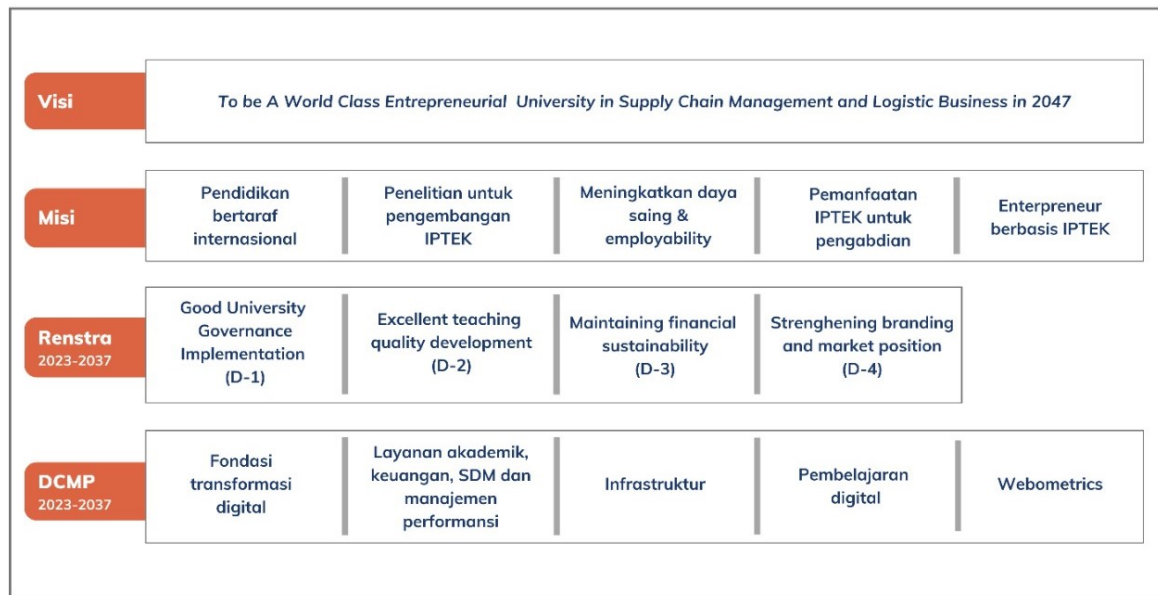 Visi
To be A World Class Entrepreneurial University in Supply Chain Management and Logistic Business in 2047
Misi
Pendidikan
bertaraf
internasional
Penelitian untuk
pengembangan
IPTEK
Meningkatkan daya
saing &
employability
Pemanfaatan
IPTEK untuk
pengabdian
Enterpreneur
berbasis IPTEK
Renstra
2023-2037
Good University
Governance
Implementation
(D-1)
Excellent teaching
quality development
(D-2)
Maintaining financial
sustainability
(D-3)
Strenghening branding
and market position
(D-4)
DCMP
2023-2037
Fondasi
transformasi
digital
Layanan akademik,
keuangan, SDM dan
manajemen
performansi
Infrastruktur
Pembelajaran
digital
Webometrics